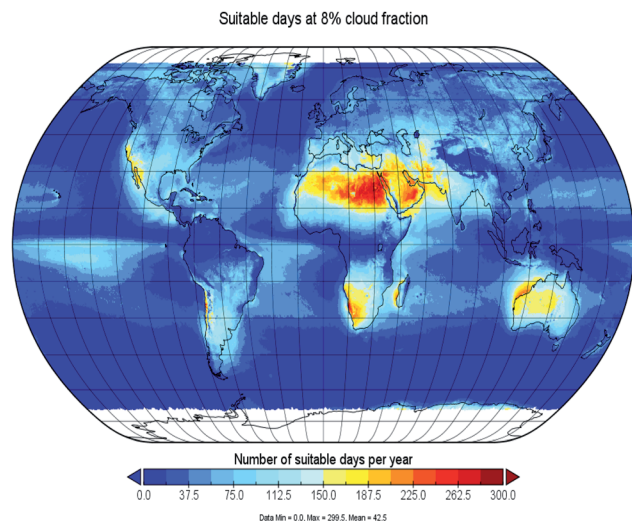 Suitable days at 8% cloud fraction
Number of suitable days per year
0.0 37.5 75.0 112.5 150.0 187.5 225.0 262.5 300.0
Data Min = 0.0, Max = 299.5, Mean = 42.5